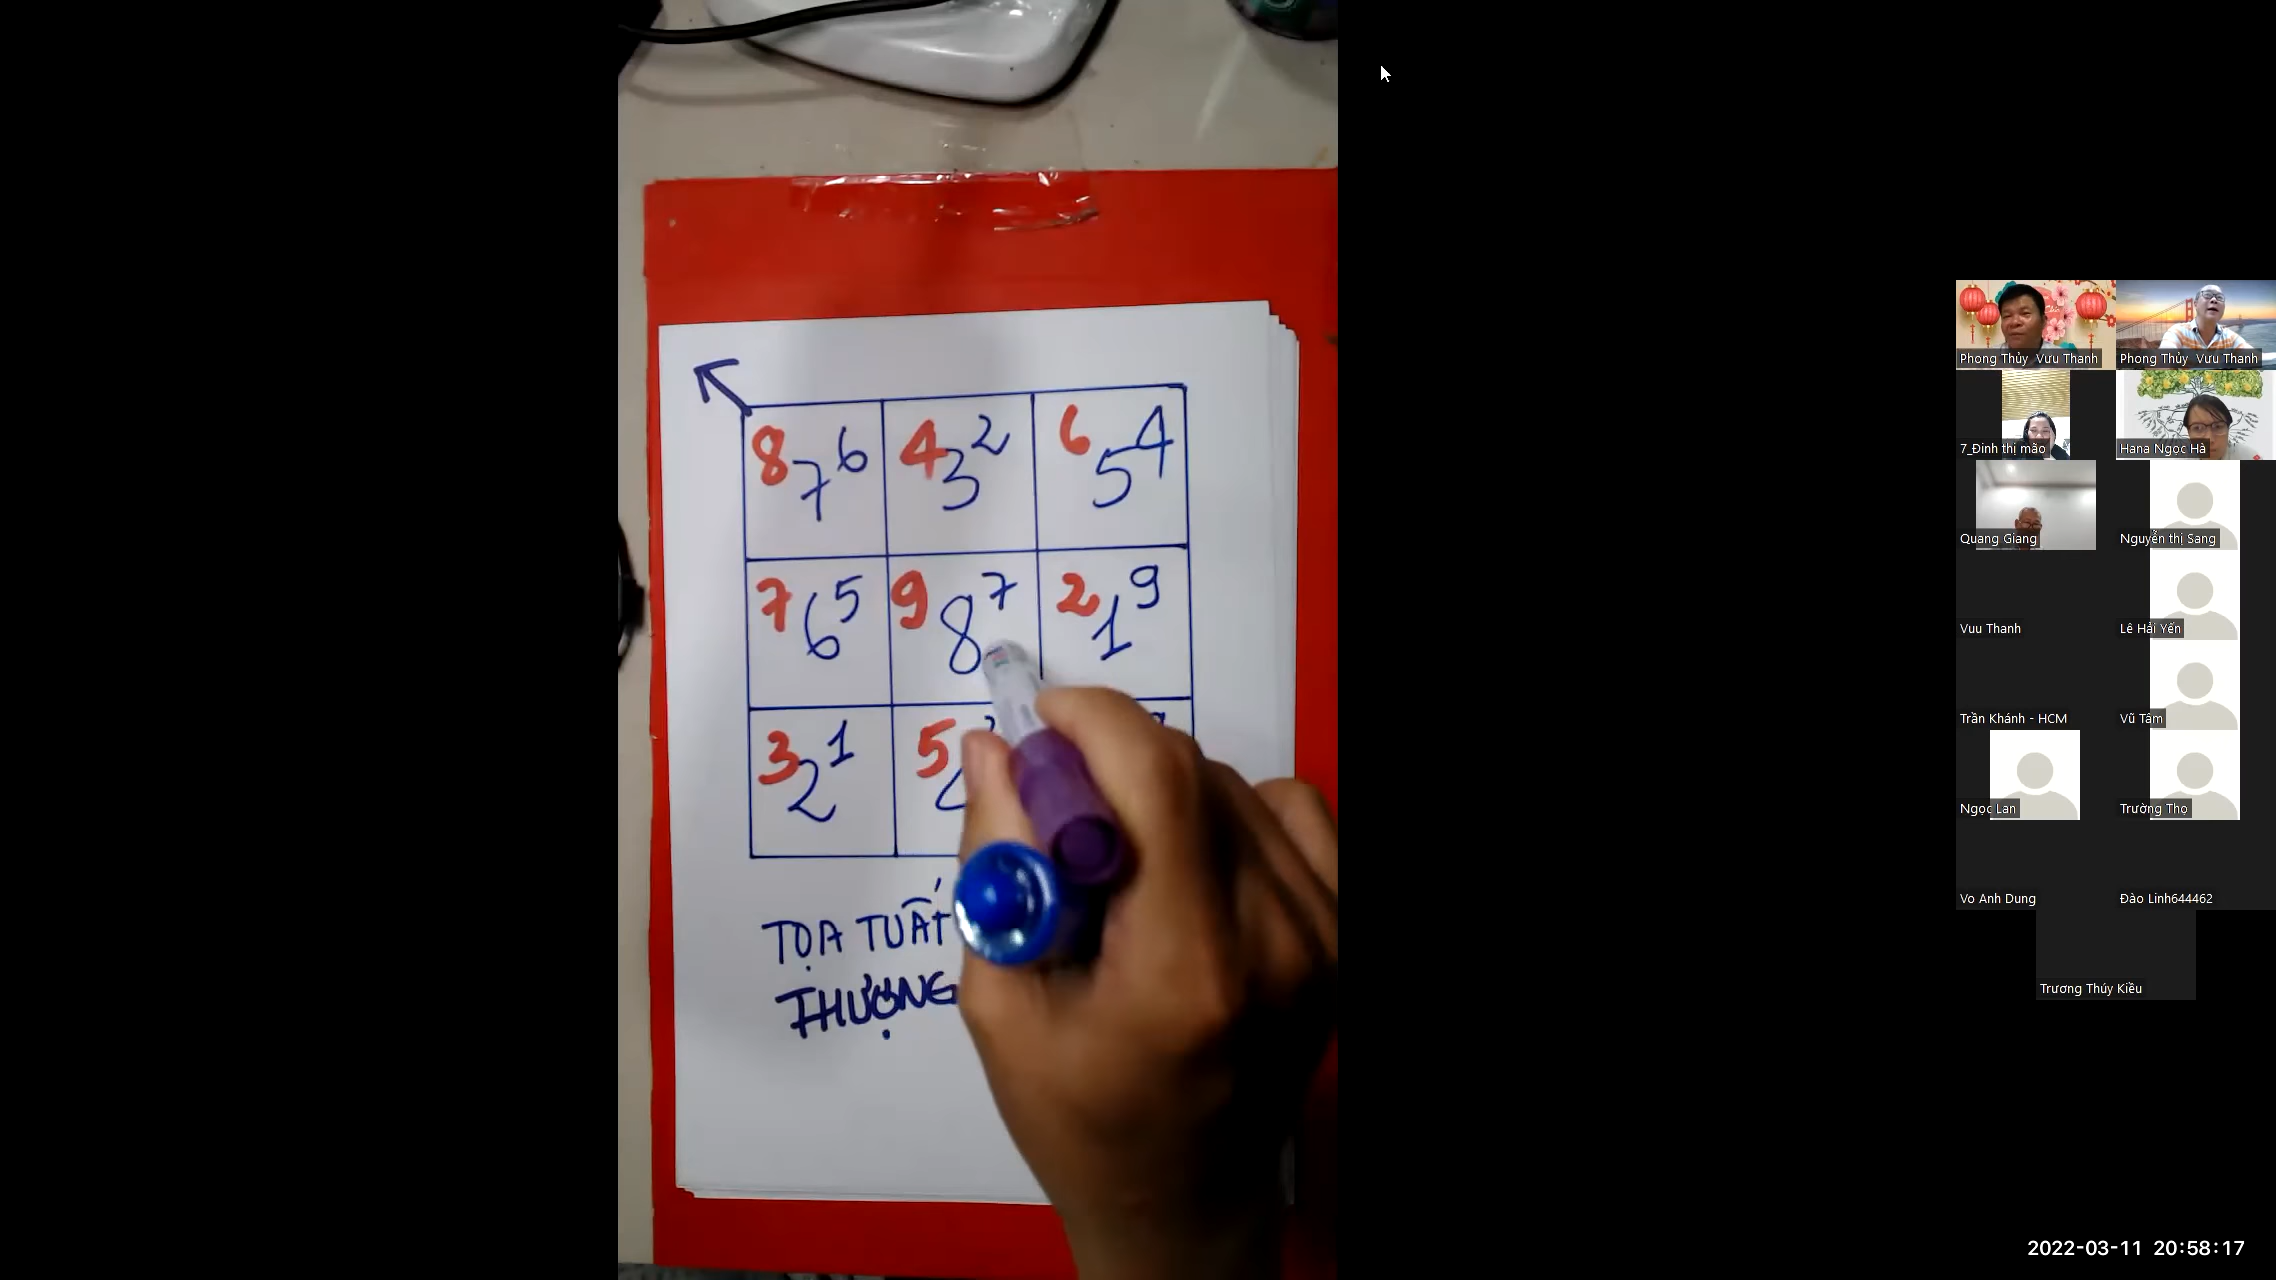 8 7 6 4 3 2 6 5 4
7 6 5 9 8 7 2 1 9
3 2 1 5
TỌA TUẤT
THƯỢNG
Phong Thủy Vưu Thanh
Phong Thủy Vưu Thanh
7_Đinh thị mão
Hana Ngọc Hà
Quang Giang
Nguyễn thị Sang
Vuu Thanh
Lê Hải Yến
Trần Khánh - HCM
Vũ Tâm
Ngọc Lan
Trường Thọ
Vo Anh Dung
Đào Linh644462
Trương Thúy Kiều
2022-03-11 20:58:17